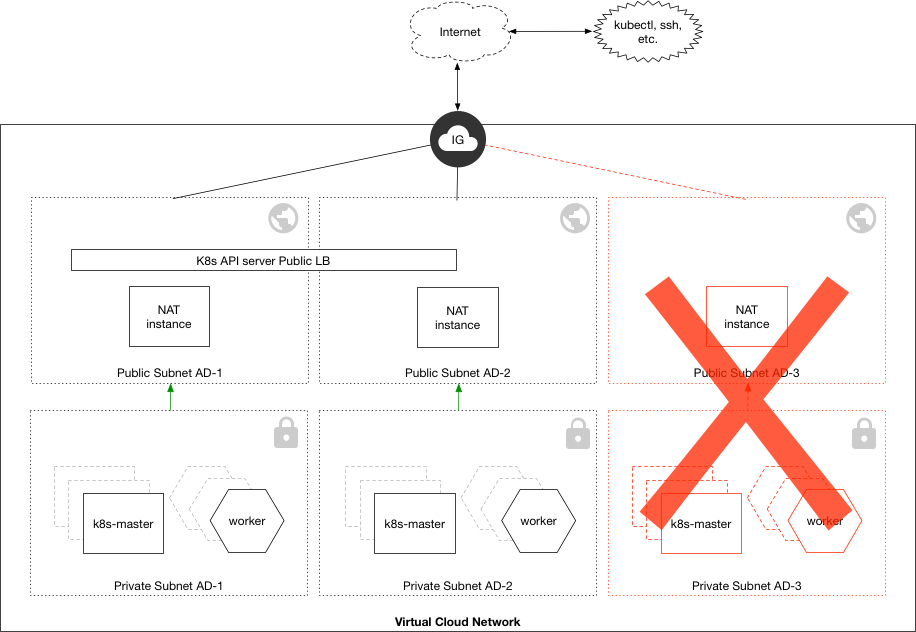 Internet
kubectl, ssh,
etc.
IG
K8s API server Public LB
NAT
instance
NAT
instance
NAT
instance
Public Subnet AD-1
Public Subnet AD-2
Public Subnet AD-3
k8s-master
worker
k8s-master
worker
k8s-master
worker
Private Subnet AD-1
Private Subnet AD-2
Private Subnet AD-3
Virtual Cloud Network